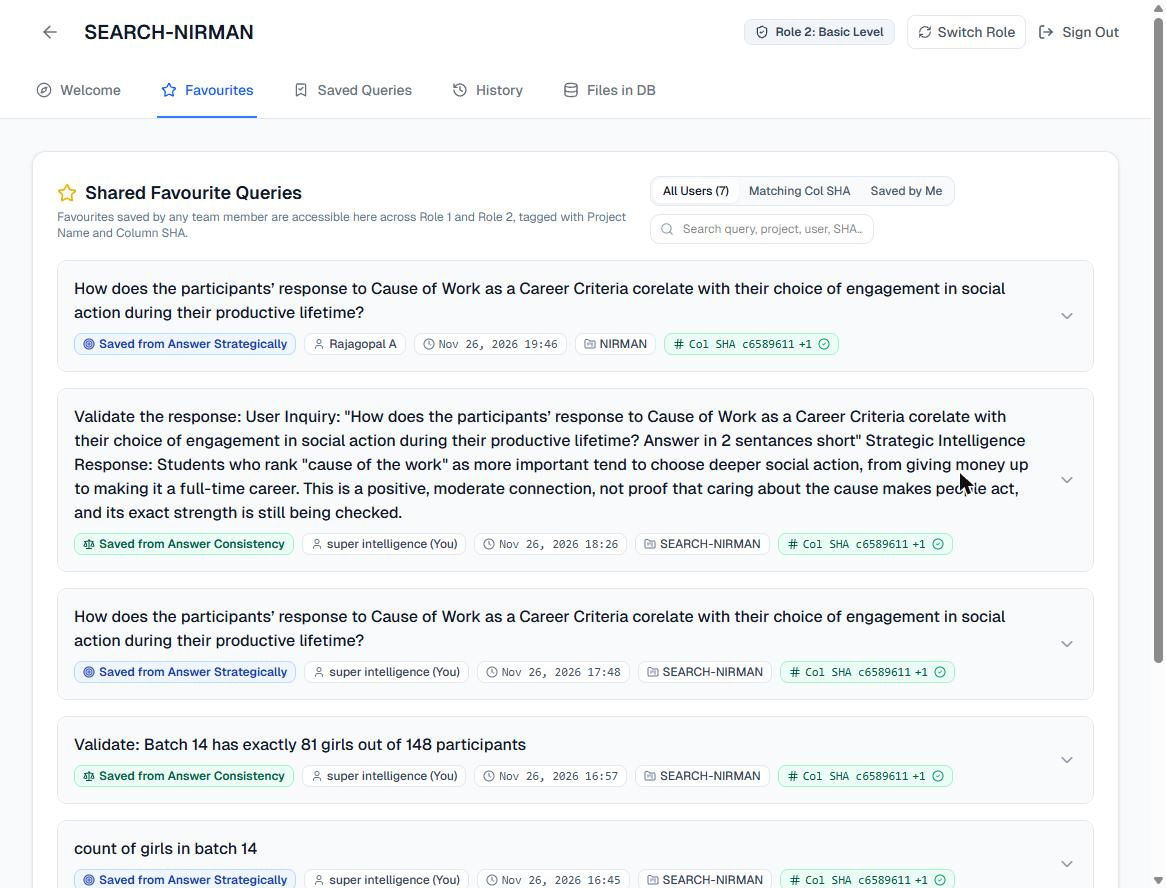 SEARCH-NIRMAN
Role 2: Basic Level
Switch Role
Sign Out
Welcome
Favourites
Saved Queries
History
Files in DB
Shared Favourite Queries
Favourites saved by any team member are accessible here across Role 1 and Role 2, tagged with Project
Name and Column SHA.
All Users (7)
Matching Col SHA
Saved by Me
Search query, project, user, SHA...
How does the participants’ response to Cause of Work as a Career Criteria corelate with their choice of engagement in social
action during their productive lifetime?
Saved from Answer Strategically
Rajagopal A
Nov 26, 2026 19:46
NIRMAN
# Col SHA c6589611 +1
Validate the response: User Inquiry: "How does the participants’ response to Cause of Work as a Career Criteria corelate with
their choice of engagement in social action during their productive lifetime? Answer in 2 sentences short" Strategic Intelligence
Response: Students who rank "cause of the work" as more important tend to choose deeper social action, from giving money up
to making it a full-time career. This is a positive, moderate connection, not proof that caring about the cause makes people act,
and its exact strength is still being checked.
Saved from Answer Consistency
super intelligence (You)
Nov 26, 2026 18:26
SEARCH-NIRMAN
# Col SHA c6589611 +1
How does the participants’ response to Cause of Work as a Career Criteria corelate with their choice of engagement in social
action during their productive lifetime?
Saved from Answer Strategically
super intelligence (You)
Nov 26, 2026 17:48
SEARCH-NIRMAN
# Col SHA c6589611 +1
Validate: Batch 14 has exactly 81 girls out of 148 participants
Saved from Answer Consistency
super intelligence (You)
Nov 26, 2026 16:57
SEARCH-NIRMAN
# Col SHA c6589611 +1
count of girls in batch 14
Saved from Answer Strategically
super intelligence (You)
Nov 26, 2026 16:45
SEARCH-NIRMAN
# Col SHA c6589611 +1